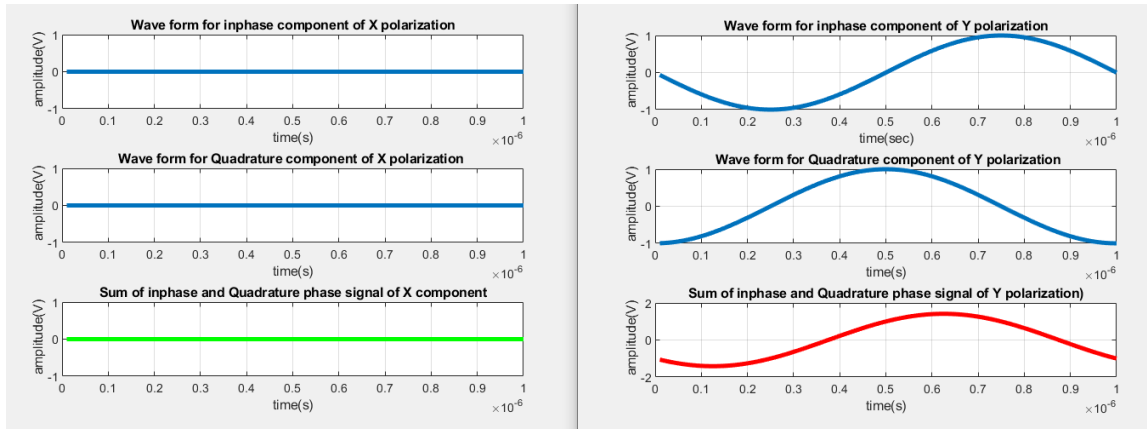 Wave form for inphase component of X polarization
amplitude(V)
1
0
-1
0 0.1 0.2 0.3 0.4 0.5 0.6 0.7 0.8 0.9 1
time(s)
×10-6
Wave form for Quadrature component of X polarization
amplitude(V)
1
0
-1
0 0.1 0.2 0.3 0.4 0.5 0.6 0.7 0.8 0.9 1
time(s)
×10-6
Sum of inphase and Quadrature phase signal of X component
amplitude(V)
1
0
-1
0 0.1 0.2 0.3 0.4 0.5 0.6 0.7 0.8 0.9 1
time(s)
×10-6
Wave form for inphase component of Y polarization
amplitude(V)
1
0
-1
0 0.1 0.2 0.3 0.4 0.5 0.6 0.7 0.8 0.9 1
time(sec)
×10-6
Wave form for Quadrature component of Y polarization
amplitude(V)
1
0
-1
0 0.1 0.2 0.3 0.4 0.5 0.6 0.7 0.8 0.9 1
time(s)
×10-6
Sum of inphase and Quadrature phase signal of Y polarization)
amplitude(V)
2
0
-2
0 0.1 0.2 0.3 0.4 0.5 0.6 0.7 0.8 0.9 1
time(s)
×10-6